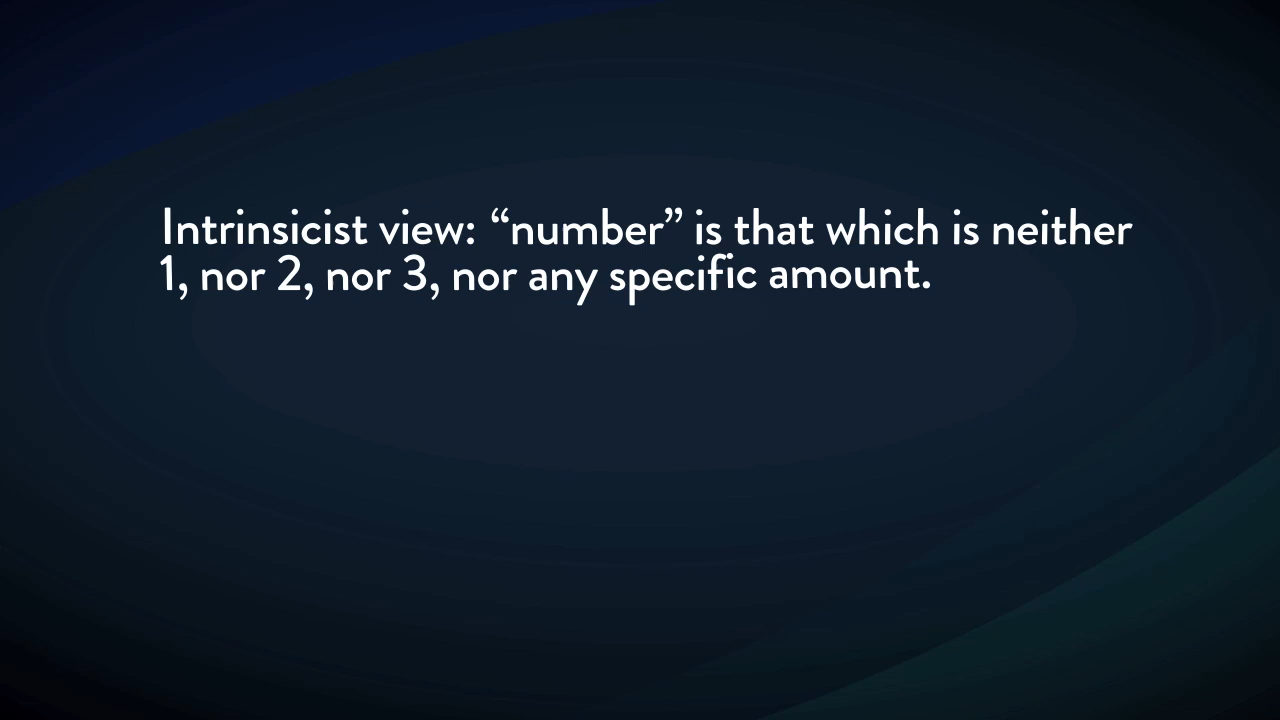 Intrinsicist view: “number” is that which is neither
1, nor 2, nor 3, nor any specific amount.